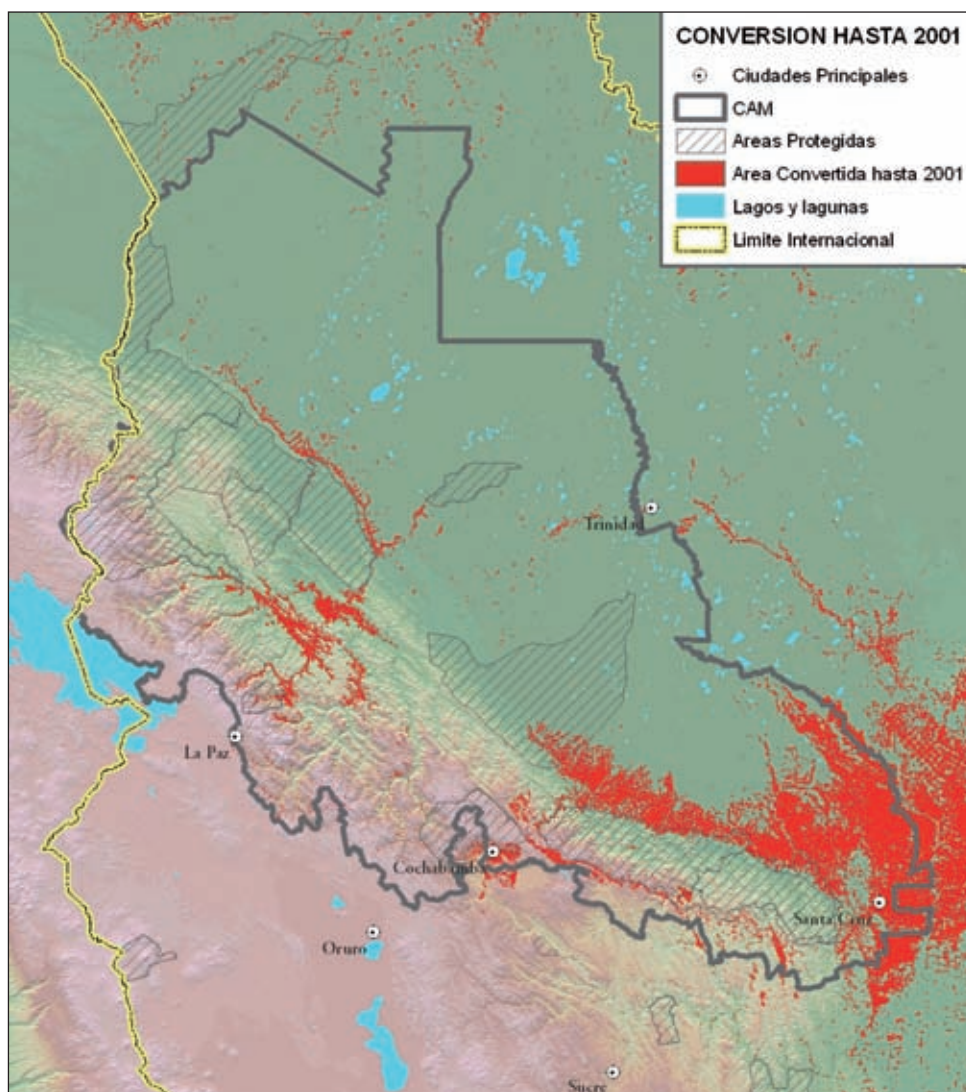 CONVERSION HASTA 2001
Ciudades Principales
CAM
Areas Protegidas
Area Convertida hasta 2001
Lagos y lagunas
Limite Internacional
Trinidad
La Paz
Cochabamba
Santa Cruz
Oruro
Sucre